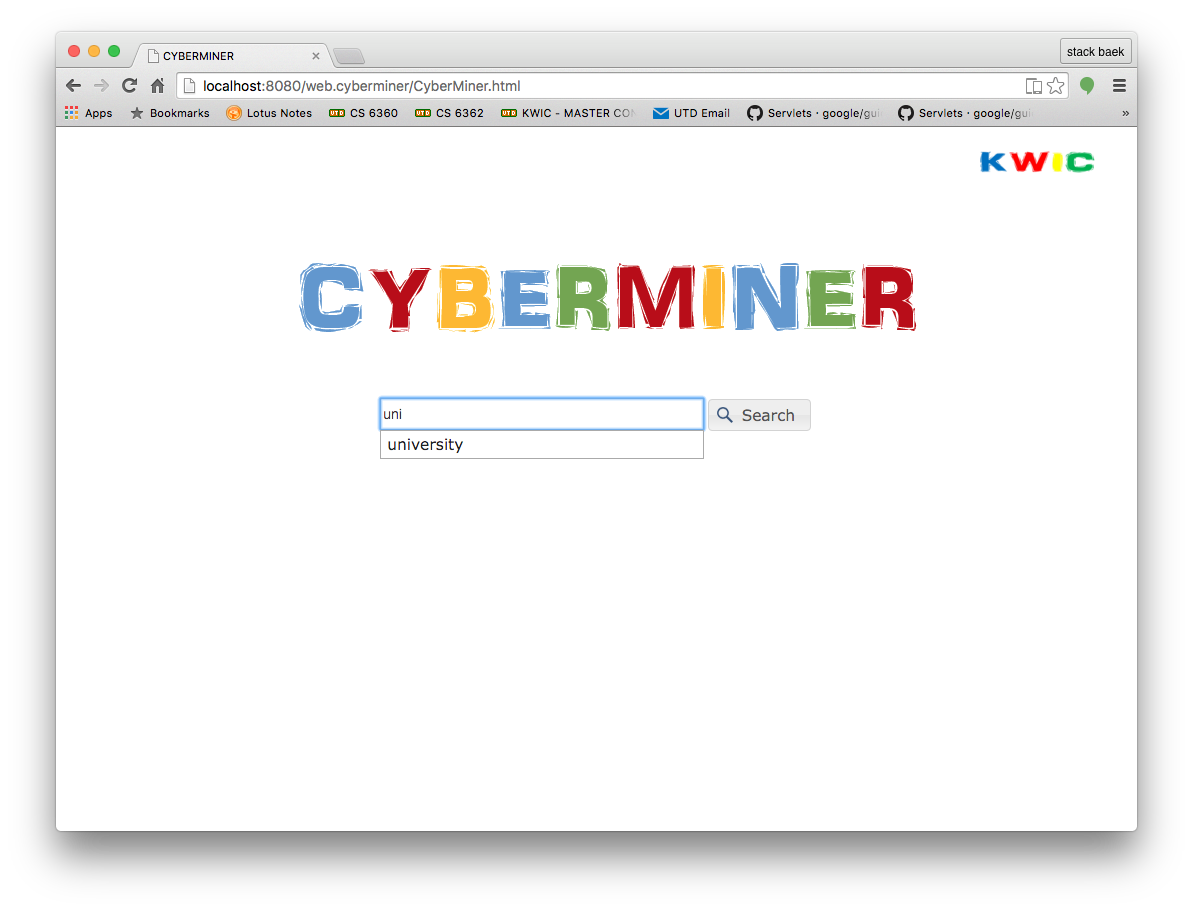 CYBERMINER
stack baek
localhost:8080/web.cyberminer/CyberMiner.html
Apps Bookmarks Lotus Notes UTD CS 6360 UTD CS 6362 UTD KWIC - MASTER CON UTD Email Servlets · google/gui Servlets · google/gui »
KWIC
CYBERMINER
uni
Search
university